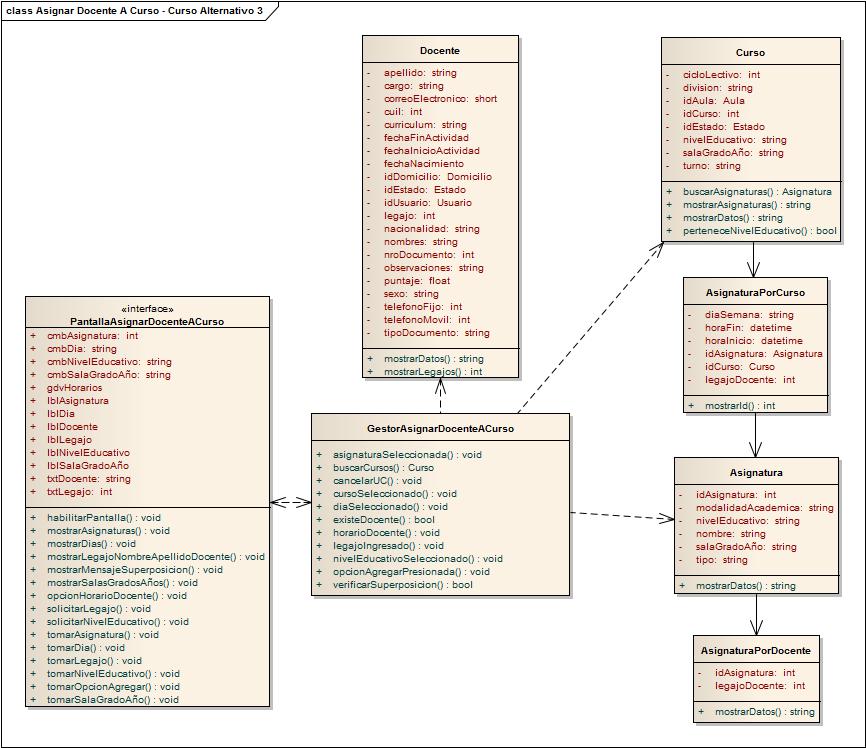 class Asignar Docente A Curso - Curso Alternativo 3
Docente
- apellido: string
- cargo: string
- correoElectronico: short
- cuil: int
- curriculum: string
- fechaFinActividad
- fechaInicioActividad
- fechaNacimiento
- idDomicilio: Domicilio
- idEstado: Estado
- idUsuario: Usuario
- legajo: int
- nacionalidad: string
- nombres: string
- nroDocumento: int
- observaciones: string
- puntaje: float
- sexo: string
- telefonoFijo: int
- telefonoMovil: int
- tipoDocumento: string
+ mostrarDatos() : string
+ mostrarLegajos() : int
Curso
- cicloLectivo: int
- division: string
- idAula: Aula
- idCurso: int
- idEstado: Estado
- nivelEducativo: string
- salaGradoAño: string
- turno: string
+ buscarAsignaturas() : Asignatura
+ mostrarAsignaturas() : string
+ mostrarDatos() : string
+ perteneceNivelEducativo() : bool
AsignaturaPorCurso
- diaSemana: string
- horaFin: datetime
- horaInicio: datetime
- idAsignatura: Asignatura
- idCurso: Curso
- legajoDocente: int
+ mostrarId() : int
«interface»
PantallaAsignarDocenteACurso
+ cmbAsignatura: int
+ cmbDia: string
+ cmbNivelEducativo: string
+ cmbSalaGradoAño: string
+ gdvHorarios
+ lblAsignatura
+ lblDia
+ lblDocente
+ lblLegajo
+ lblNivelEducativo
+ lblSalaGradoAño
+ txtDocente: string
+ txtLegajo: int
+ habilitarPantalla() : void
+ mostrarAsignaturas() : void
+ mostrarDias() : void
+ mostrarLegajoNombreApellidoDocente() : void
+ mostrarMensajeSuperposicion() : void
+ mostrarSalasGradosAños() : void
+ opcionHorarioDocente() : void
+ solicitarLegajo() : void
+ solicitarNivelEducativo() : void
+ tomarAsignatura() : void
+ tomarDia() : void
+ tomarLegajo() : void
+ tomarNivelEducativo() : void
+ tomarOpcionAgregar() : void
+ tomarSalaGradoAño() : void
GestorAsignarDocenteACurso
+ asignaturaSeleccionada() : void
+ buscarCursos() : Curso
+ cancelarUC() : void
+ cursoSeleccionado() : void
+ diaSeleccionado() : void
+ existeDocente() : bool
+ horarioDocente() : void
+ legajoIngresado() : void
+ nivelEducativoSeleccionado() : void
+ opcionAgregarPresionada() : void
+ verificarSuperposicion() : bool
Asignatura
- idAsignatura: int
- modalidadAcademica: string
- nivelEducativo: string
- nombre: string
- salaGradoAño: string
- tipo: string
+ mostrarDatos() : string
AsignaturaPorDocente
- idAsignatura: int
- legajoDocente: int
+ mostrarDatos() : string